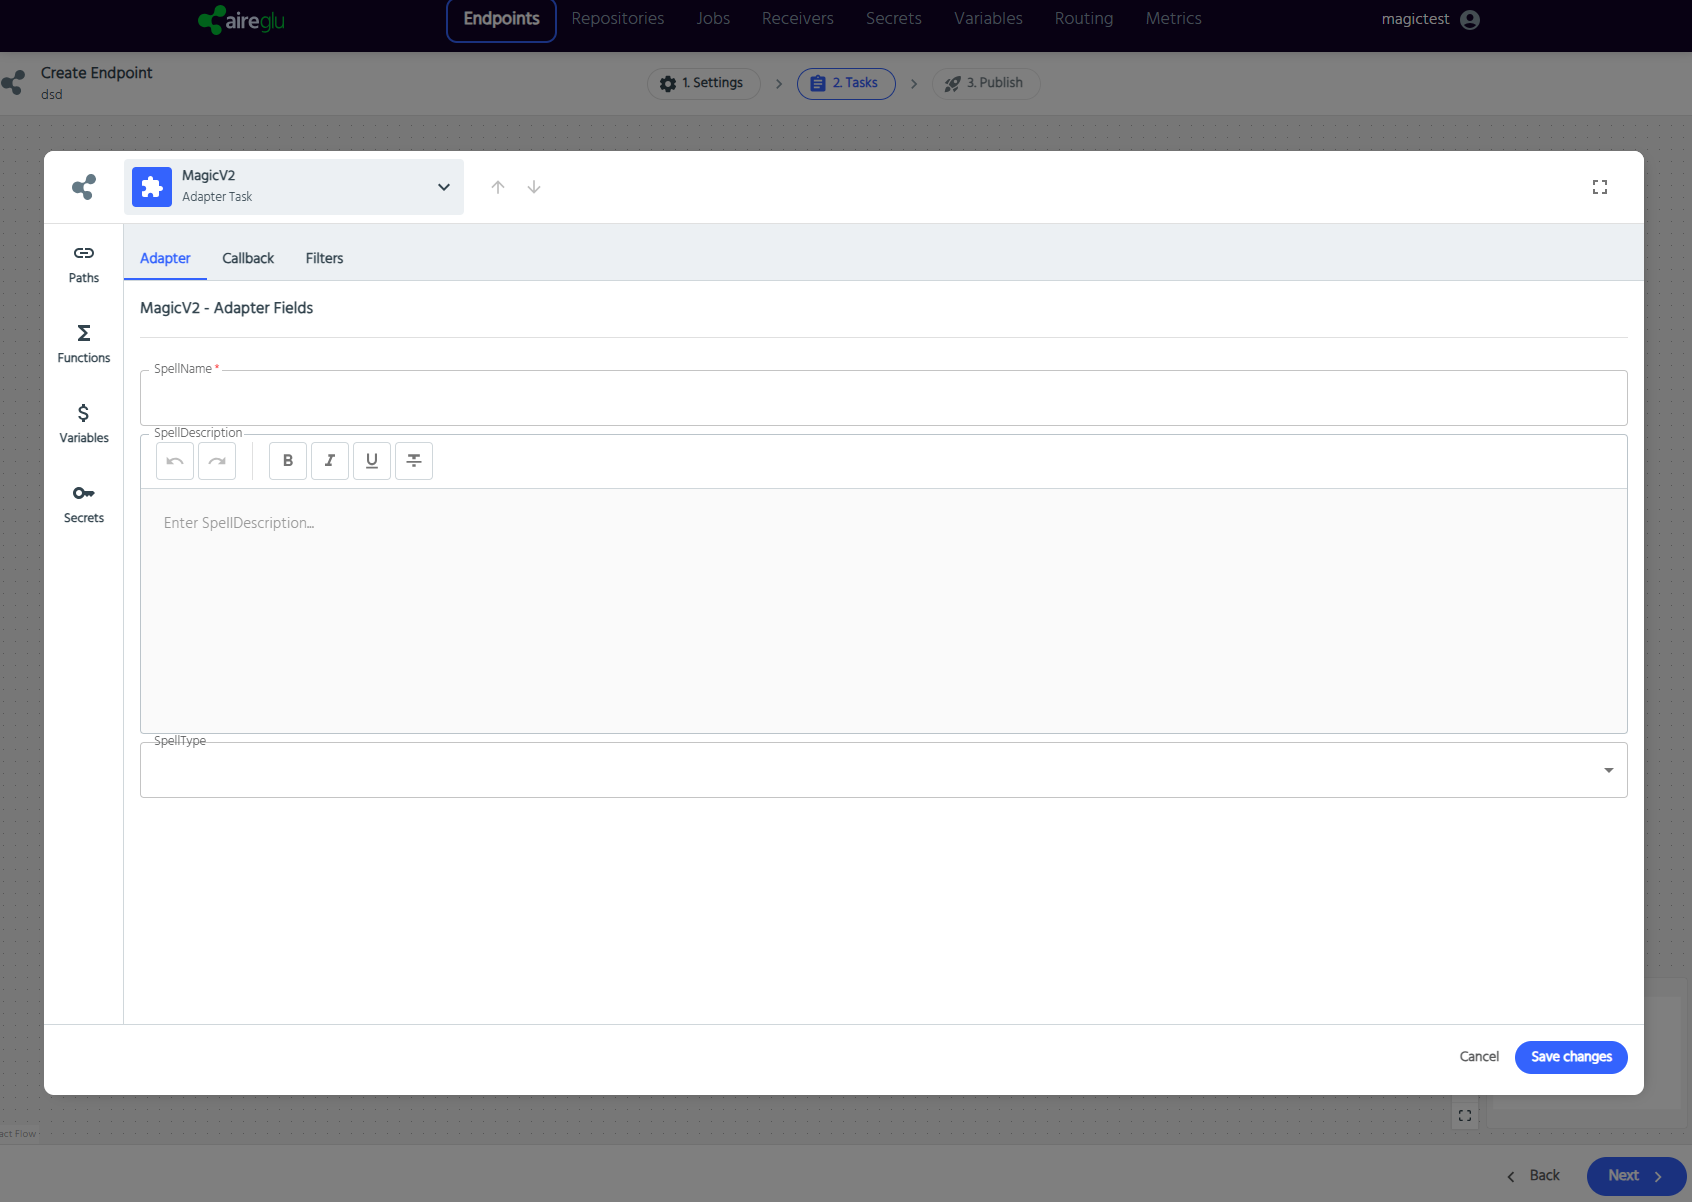 aireglu
Endpoints
Repositories
Jobs
Receivers
Secrets
Variables
Routing
Metrics
magictest
Create Endpoint
dsd
1. Settings
2. Tasks
3. Publish
MagicV2
Adapter Task
Paths
Functions
Variables
Secrets
Adapter
Callback
Filters
MagicV2 - Adapter Fields
SpellName *
SpellDescription
B
I
U
Enter SpellDescription...
SpellType
Cancel
Save changes
act Flow
Back
Next